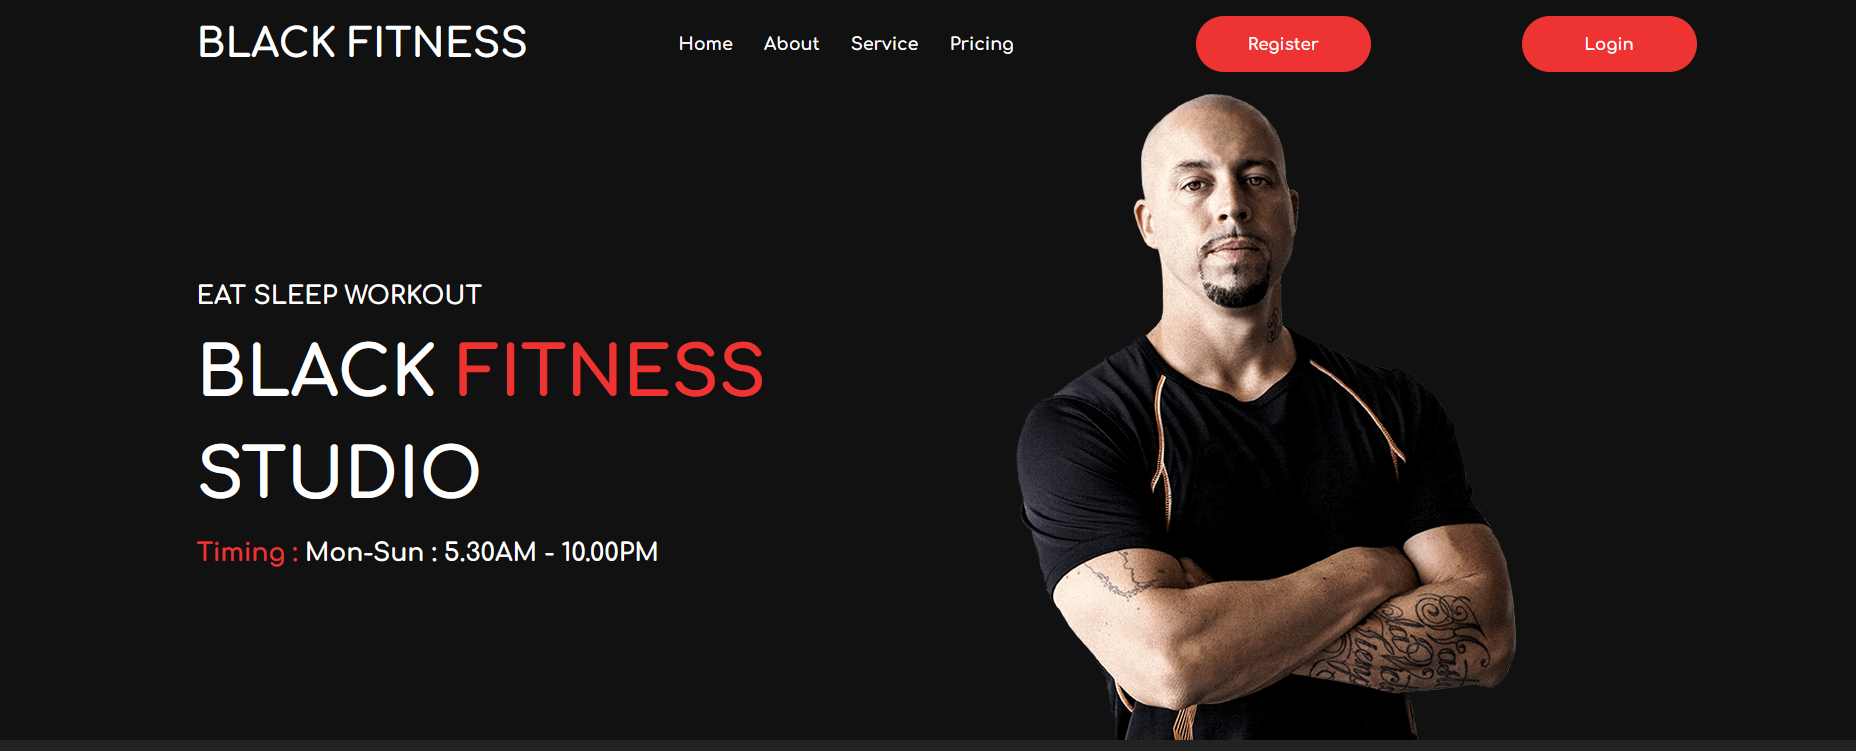 BLACK FITNESS
Home About Service Pricing
Register
Login
EAT SLEEP WORKOUT
BLACK FITNESS
STUDIO
Timing : Mon-Sun : 5.30AM - 10.00PM